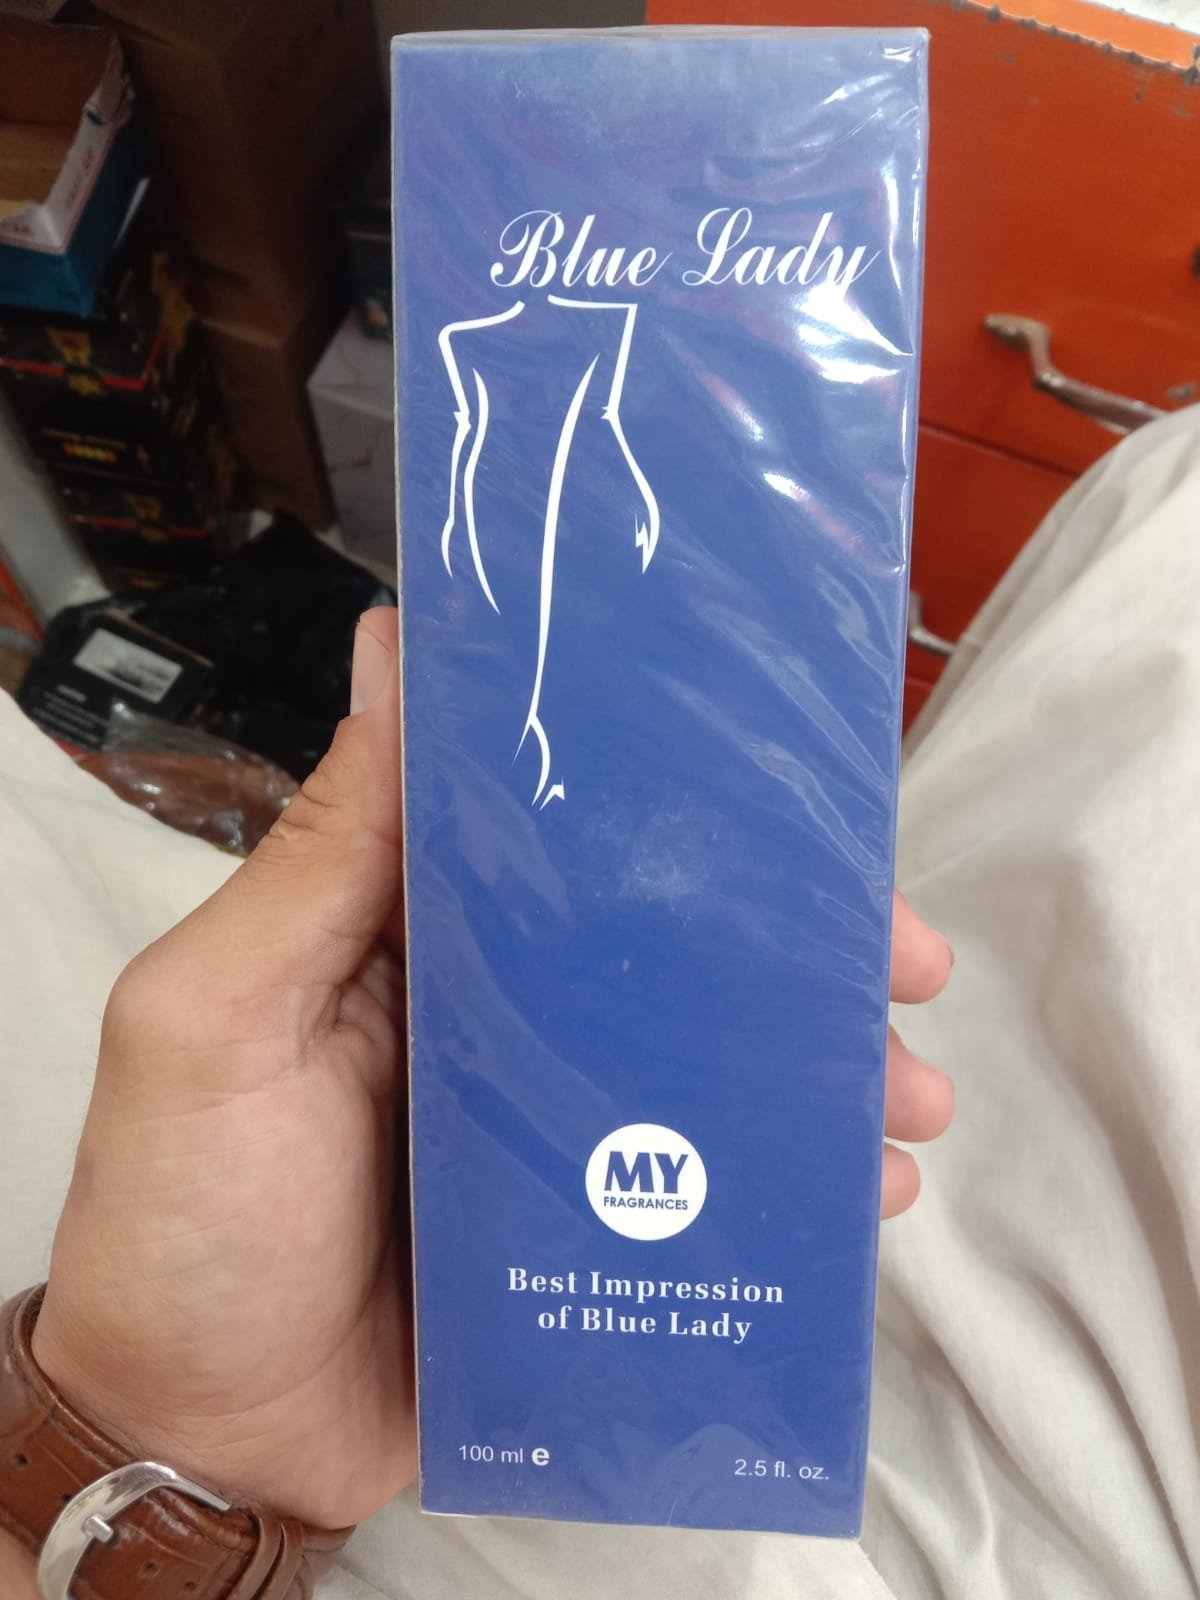 Blue Lady
MY
FRAGRANCES
Best Impression
of Blue Lady
100 ml e
2.5 fl. oz.